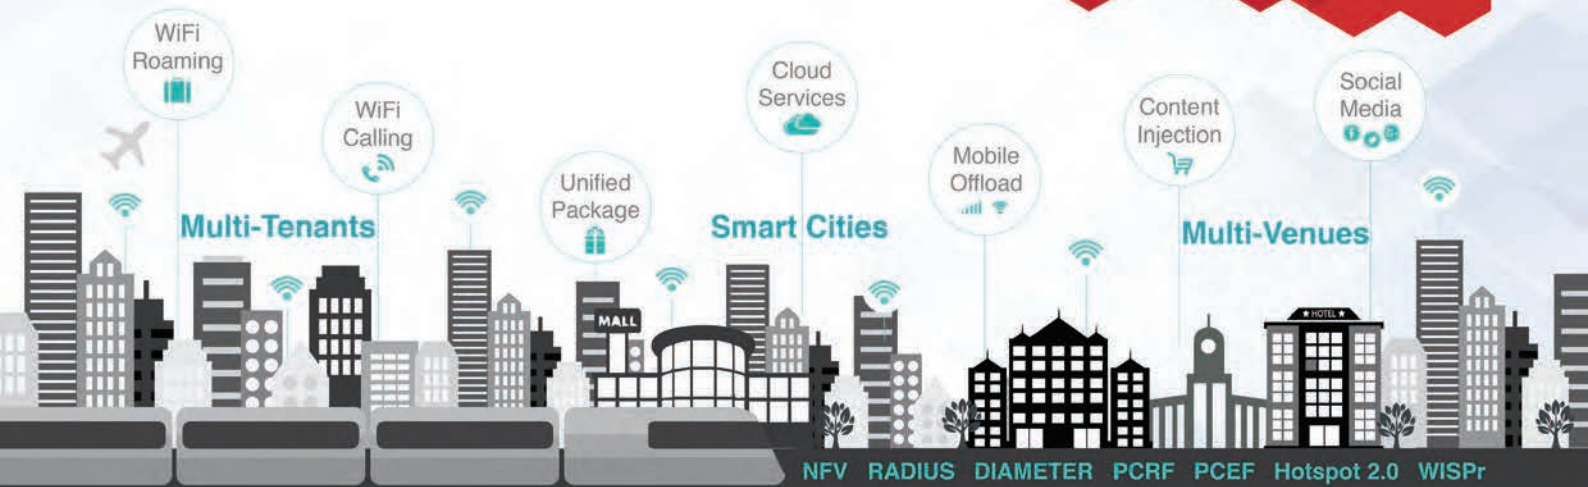 WiFi
Roaming
WiFi
Calling
Unified
Package
Cloud
Services
Mobile
Offload
Content
Injection
Social
Media
Multi-Tenants
Smart Cities
Multi-Venues
MALL
★ HOTEL ★
NFV RADIUS DIAMETER PCRF PCEF Hotspot 2.0 WISPr